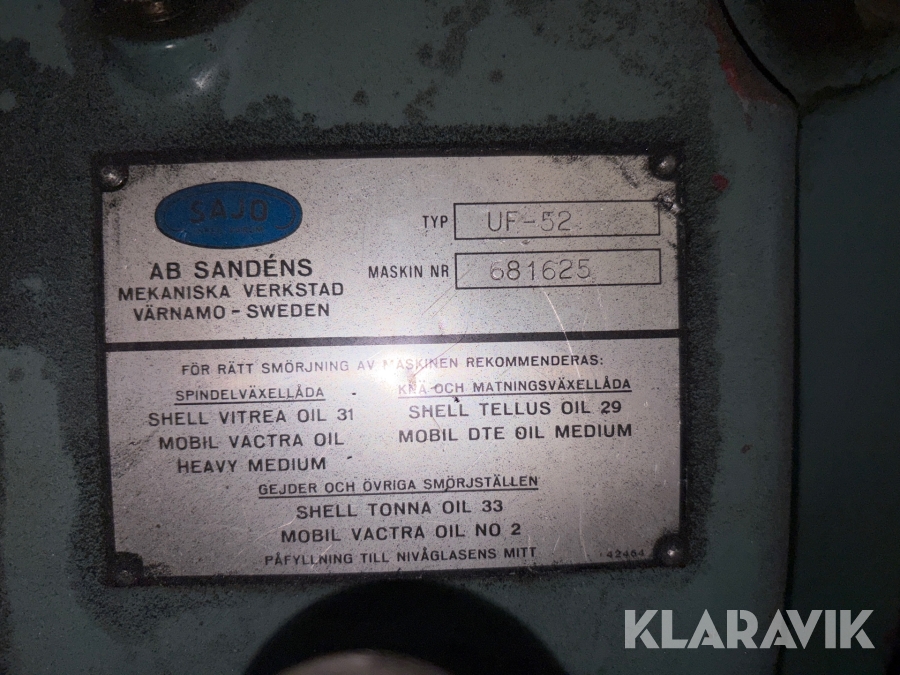 SAJO
TYP UF-52
AB SANDÉNS
MEKANISKA VERKSTAD
VÄRNAMO - SWEDEN
MASKIN NR 681625
FÖR RÄTT SMÖRJNING AV MASKINEN REKOMMENDERAS:
SPINDELVÄXELLÅDA
SHELL VITREA OIL 31
MOBIL VACTRA OIL
HEAVY MEDIUM
KNÄ OCH MATNINGSVÄXELLÅDA
SHELL TELLUS OIL 29
MOBIL DTE OIL MEDIUM
GEJDER OCH ÖVRIGA SMÖRJSTÄLLEN
SHELL TONNA OIL 33
MOBIL VACTRA OIL NO 2
PÅFYLLNING TILL NIVÅGLASENS MITT
42464
KLARAVIK